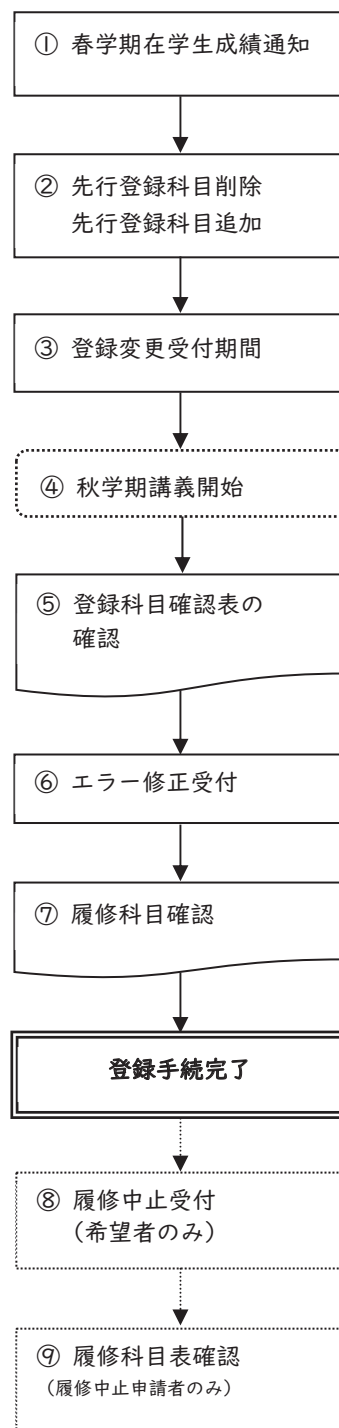 ① 春学期在学生成績通知
② 先行登録科目削除
先行登録科目追加
③ 登録変更受付期間
④ 秋学期講義開始
⑤ 登録科目確認表の
確認
⑥ エラー修正受付
⑦ 履修科目確認
登録手続完了
⑧ 履修中止受付
（希望者のみ）
⑨ 履修科目表確認
（履修中止申請者のみ）